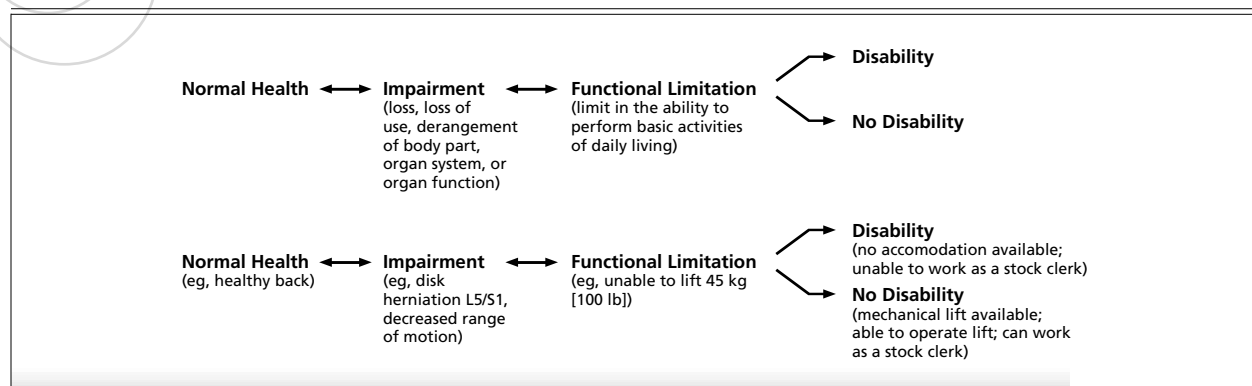 Normal Health
Impairment
(loss, loss of
use, derangement
of body part,
organ system, or
organ function)
Functional Limitation
(limit in the ability to
perform basic activities
of daily living)
Disability
No Disability
Normal Health
(eg, healthy back)
Impairment
(eg, disk
herniation L5/S1,
decreased range
of motion)
Functional Limitation
(eg, unable to lift 45 kg
[100 lb])
Disability
(no accomodation available;
unable to work as a stock clerk)
No Disability
(mechanical lift available;
able to operate lift; can work
as a stock clerk)